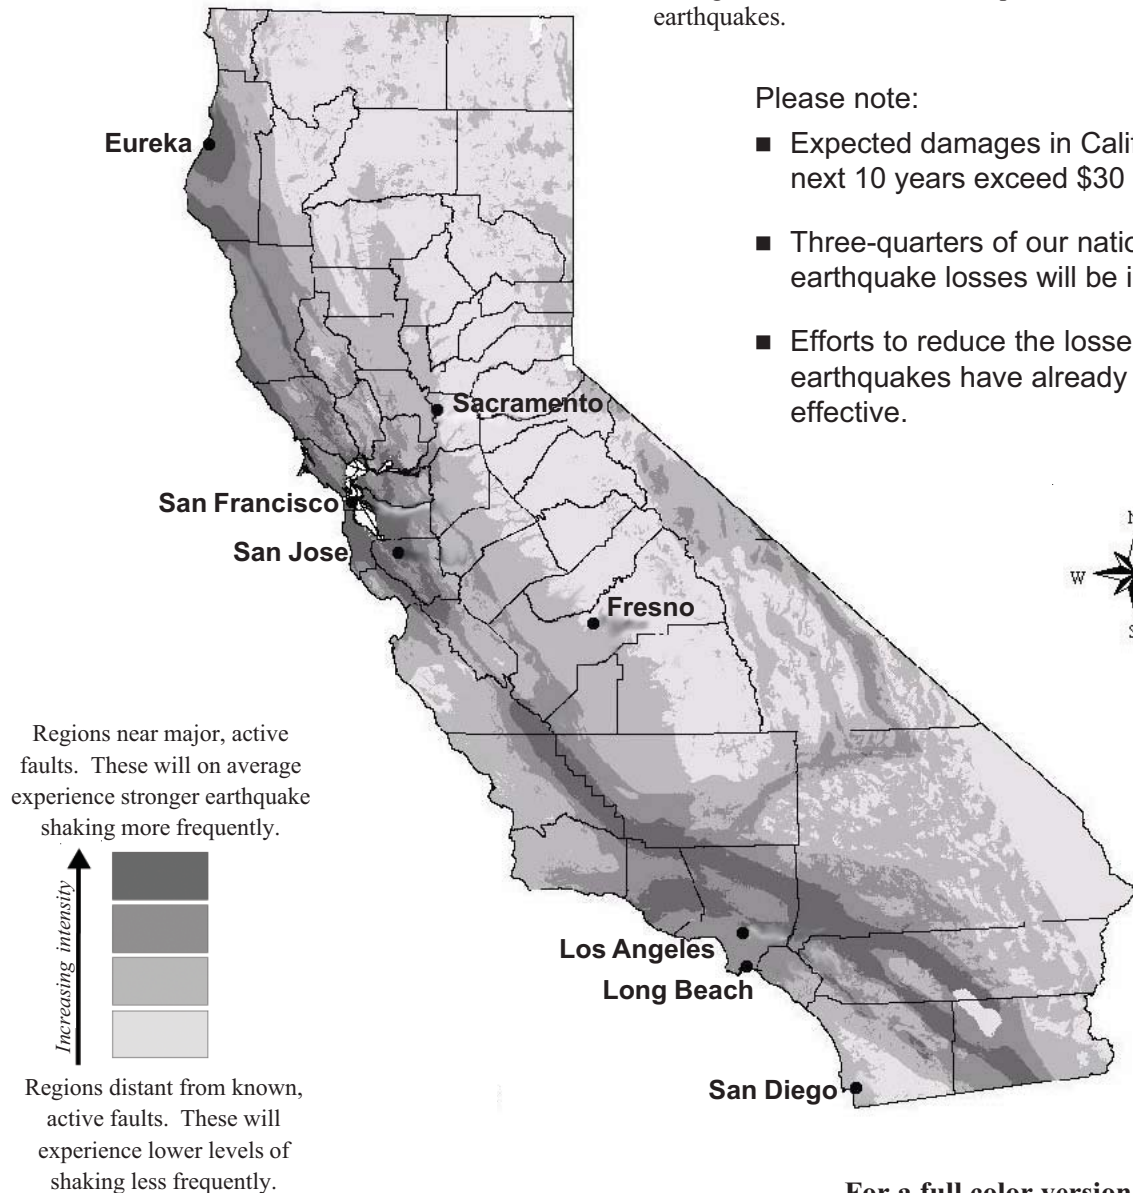 earthquakes.
Please note:
■ Expected damages in Calif
next 10 years exceed $30
■ Three-quarters of our natio
earthquake losses will be i
■ Efforts to reduce the losse
earthquakes have already
effective.
Eureka
Sacramento
San Francisco
San Jose
Fresno
N
W
S
Regions near major, active
faults. These will on average
experience stronger earthquake
shaking more frequently.
Increasing intensity
Regions distant from known,
active faults. These will
experience lower levels of
shaking less frequently.
Los Angeles
Long Beach
San Diego
For a full color version